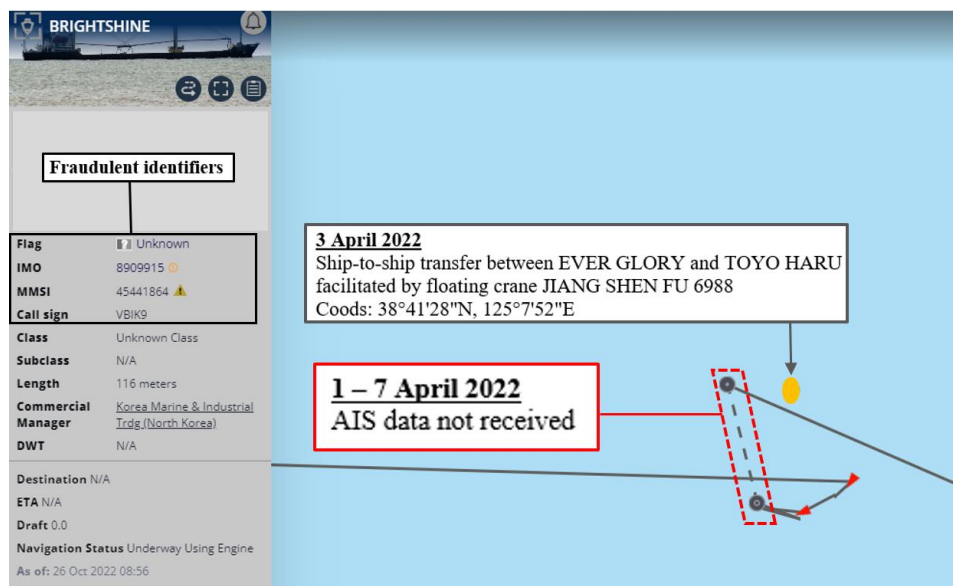 BRIGHTSHINE
Fraudulent identifiers
Flag Unknown
IMO 8909915
MMSI 45441864
Call sign VBIK9
Class Unknown Class
Subclass N/A
Length 116 meters
Commercial Korea Marine & Industrial
Manager Trdg (North Korea)
DWT N/A
Destination N/A
ETA N/A
Draft 0.0
Navigation Status Underway Using Engine
As of: 26 Oct 2022 08:56
3 April 2022
Ship-to-ship transfer between EVER GLORY and TOYO HARU
facilitated by floating crane JIANG SHEN FU 6988
Coods: 38°41'28"N, 125°7'52"E
1 – 7 April 2022
AIS data not received